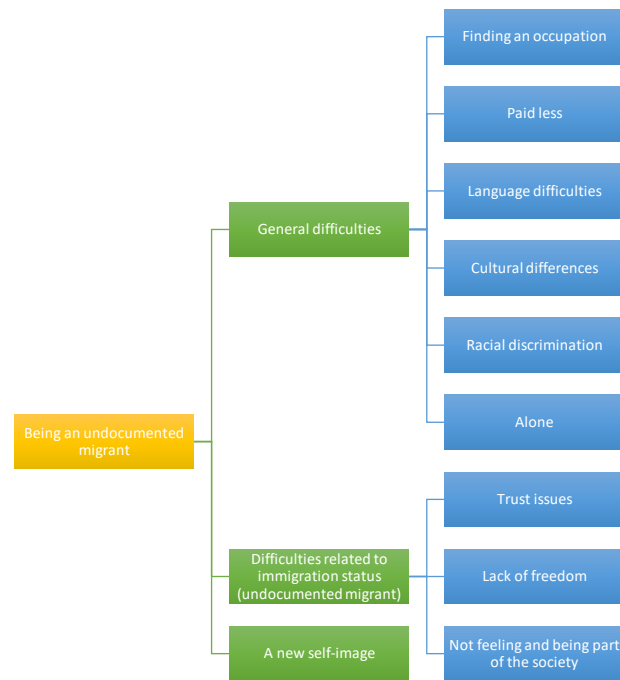 Being an undocumented
migrant
General difficulties
Finding an occupation
Paid less
Language difficulties
Cultural differences
Racial discrimination
Alone
Difficulties related to
immigration status
(undocumented migrant)
Trust issues
Lack of freedom
Not feeling and being part
of the society
A new self-image